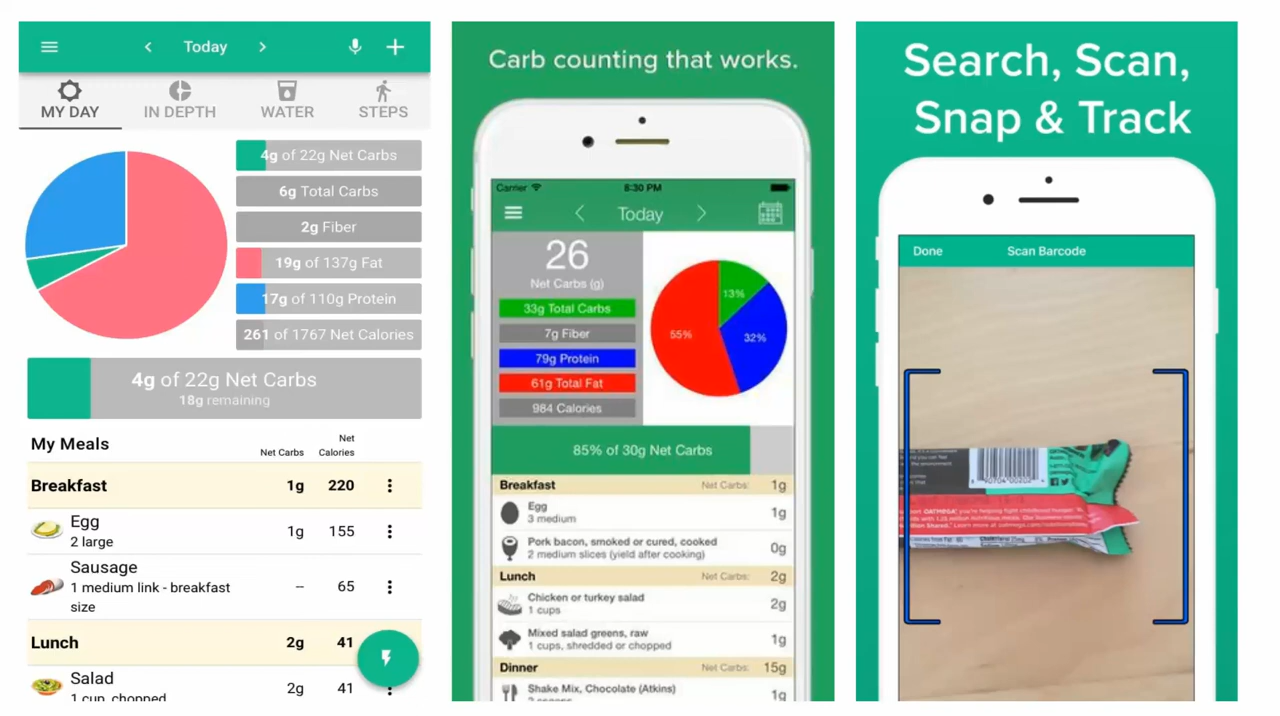 Today
MY DAY
IN DEPTH
WATER
STEPS
4g of 22g Net Carbs
6g Total Carbs
2g Fiber
19g of 137g Fat
17g of 110g Protein
261 of 1767 Net Calories
4g of 22g Net Carbs
18g remaining
My Meals
Net Carbs
Net
Calories
Breakfast 1g 220
Egg
2 large
1g 155
Sausage
1 medium link - breakfast
size
-- 65
Lunch 2g 41
Salad
1 cup, chopped
2g 41
Carb counting that works.
Carrier 8:30 PM
Today
26
Net Carbs (g)
33g Total Carbs
7g Fiber
79g Protein
61g Total Fat
984 Calories
13%
55%
32%
85% of 30g Net Carbs
Breakfast Net Carbs: 1g
Egg
3 medium
1g
Pork bacon, smoked or cured, cooked
2 medium slices (yield after cooking)
0g
Lunch Net Carbs: 2g
Chicken or turkey salad
1 cups
2g
Mixed salad greens, raw
1 cups, shredded or chopped
1g
Dinner Net Carbs: 15g
Shake Mix, Chocolate (Atkins)
1g
Search, Scan,
Snap & Track
Done Scan Barcode
OATMEGA